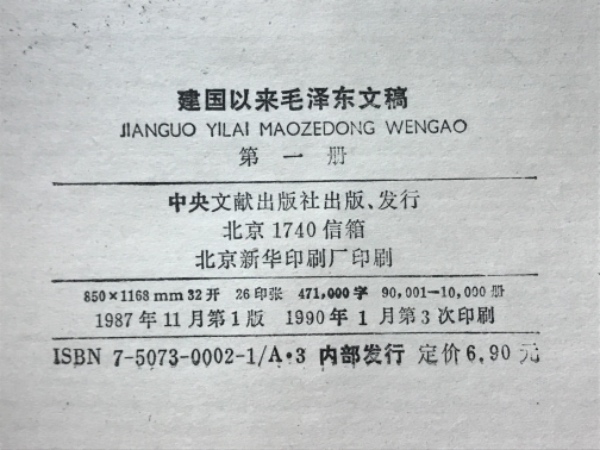 建国以来毛泽东文稿
JIANGUO YILAI MAOZEDONG WENGAO
第一册
中央文献出版社出版、发行
北京1740信箱
北京新华印刷厂印刷
850×1168mm 32开 26印张 471,000字 90,001—10,000册
1987年11月第1版 1990年1月第3次印刷
ISBN 7-5073-0002-1/A·3 内部发行 定价6.90元